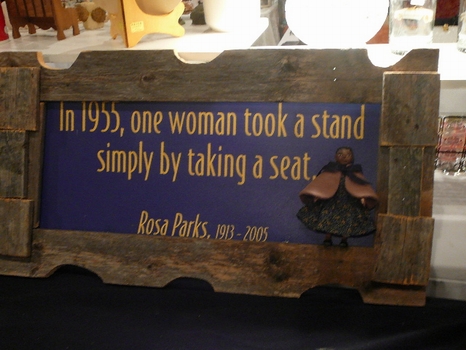 In 1955, one woman took a stand
simply by taking a seat.
Rosa Parks, 1913 - 2005